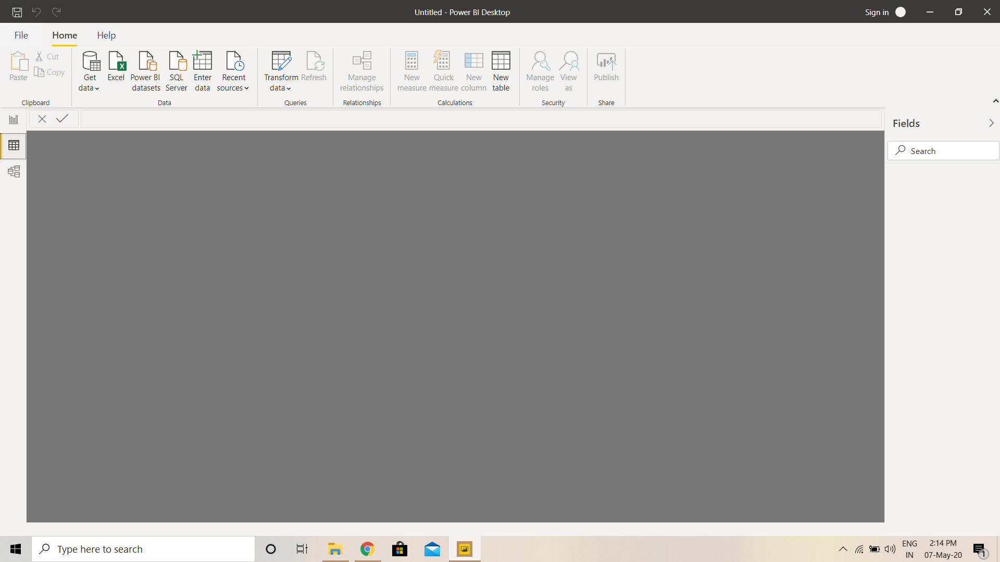 Untitled - Power BI Desktop
Sign in
File Home Help
Paste
Cut
Copy
Get data
Excel
Power BI datasets
SQL Server
Enter data
Recent sources
Transform data
Refresh
Manage relationships
New measure
Quick measure
New column
New table
Manage roles
View as
Publish
Clipboard Data Queries Relationships Calculations Security Share
Fields
Search
Type here to search
ENG
IN
2:14 PM
07-May-20
1